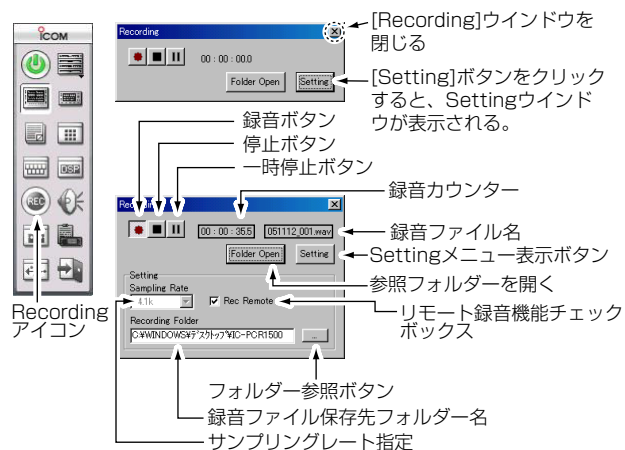 ICOM
REC
DSP
Recording
アイコン
Recording
00 : 00 : 00.0
Folder Open
Setting
[Recording]ウインドウを
閉じる
[Setting]ボタンをクリック
すると、Settingウインド
ウが表示される。
録音ボタン
停止ボタン
一時停止ボタン
録音カウンター
Recording
00 : 00 : 35.5
051112_001.wav
録音ファイル名
Folder Open
Setting
Settingメニュー表示ボタン
参照フォルダーを開く
Setting
Sampling Rate
4.1k
Rec Remote
リモート録音機能チェック
ボックス
Recording Folder
C:¥WINDOWS¥ﾃﾞｽｸﾄｯﾌﾟ¥IC-PCR1500
...
フォルダー参照ボタン
録音ファイル保存先フォルダー名
サンプリングレート指定